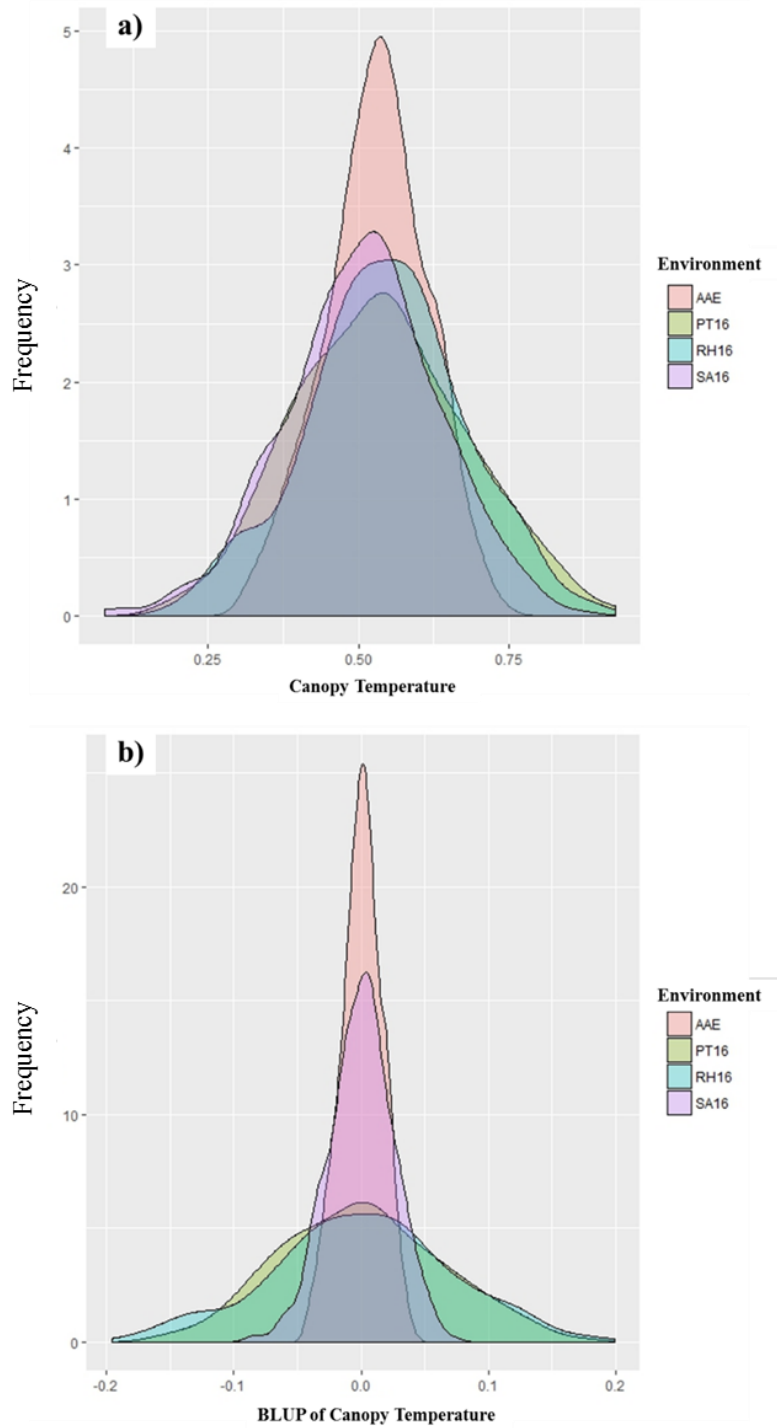 a)
5
4
3
2
1
0
Frequency
0.25 0.50 0.75
Canopy Temperature
Environment
AAE
PT16
RH16
SA16
b)
20
10
0
Frequency
-0.2 -0.1 0.0 0.1 0.2
BLUP of Canopy Temperature
Environment
AAE
PT16
RH16
SA16